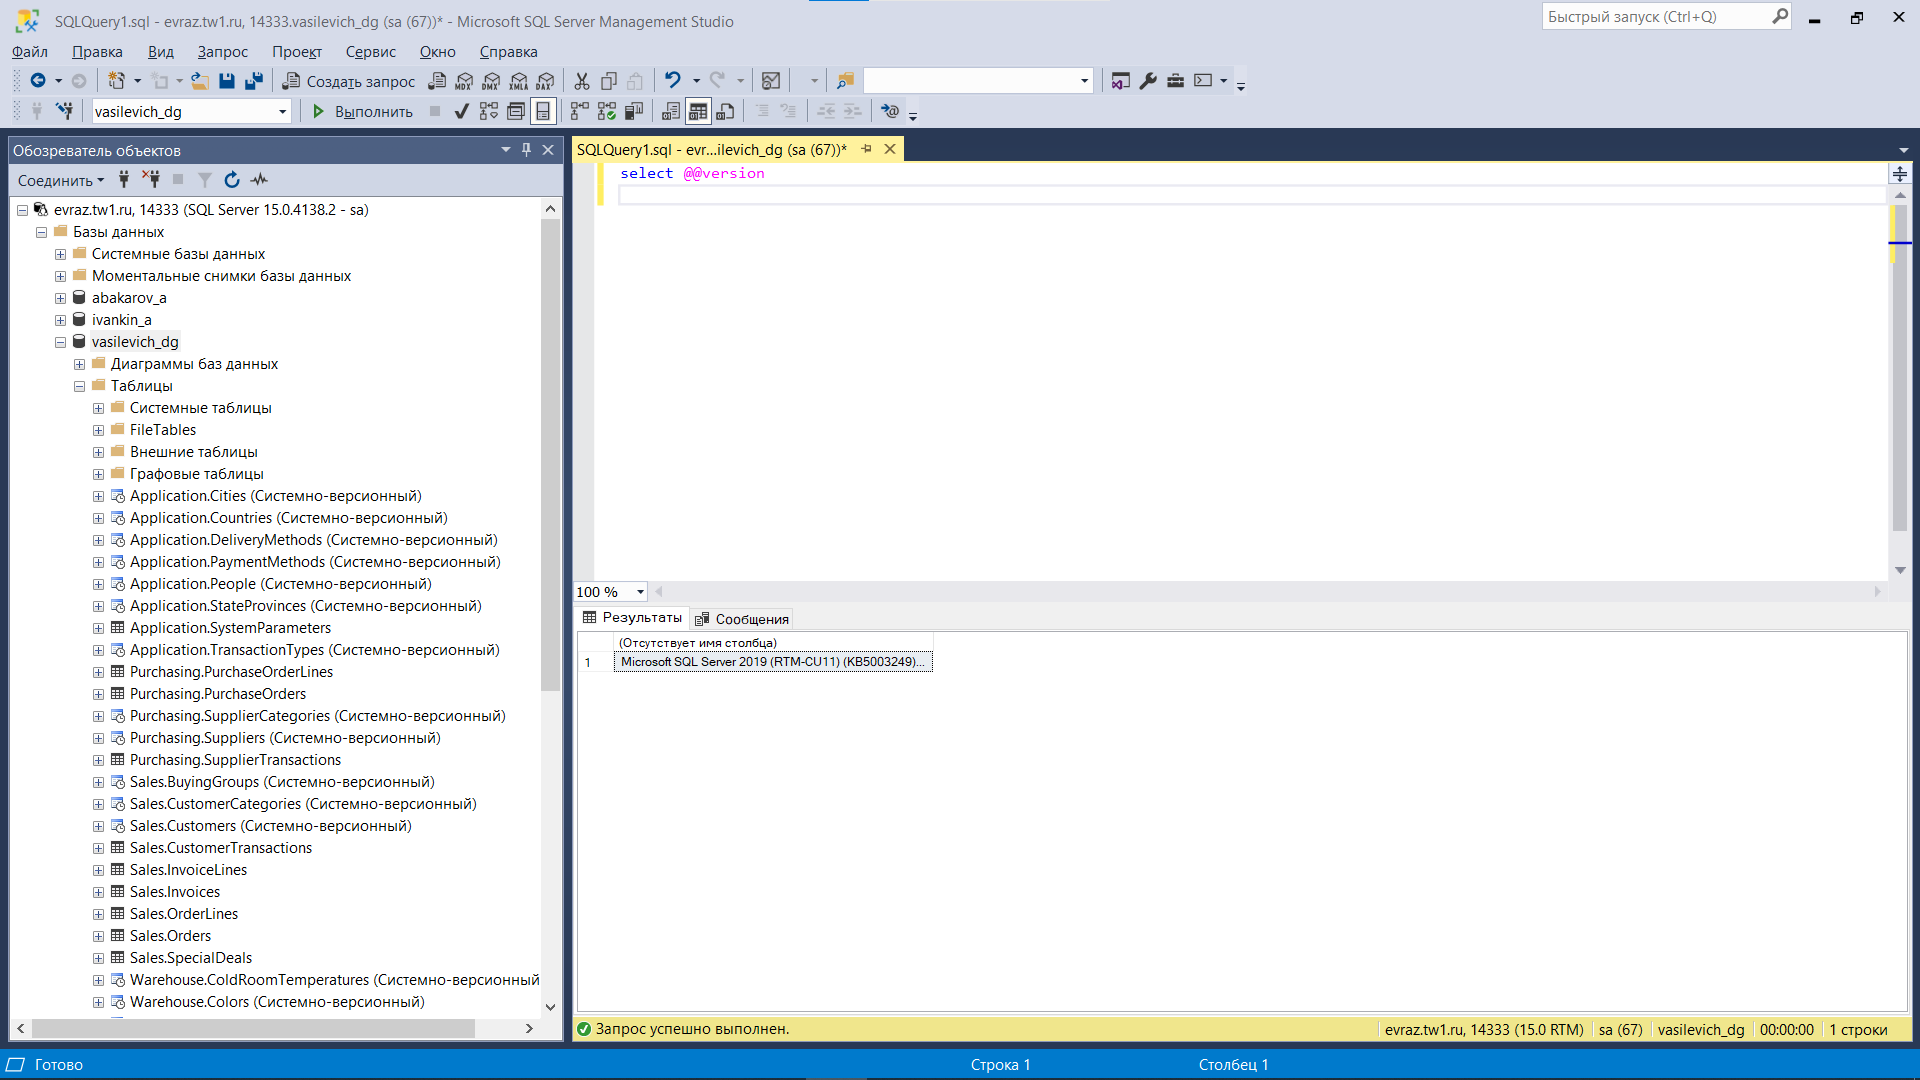 SQLQuery1.sql - evraz.tw1.ru, 14333.vasilevich_dg (sa (67))* - Microsoft SQL Server Management Studio
Быстрый запуск (Ctrl+Q)
Файл Правка Вид Запрос Проект Сервис Окно Справка
Создать запрос MDX DMX XMLA DAX
vasilevich_dg Выполнить
Обозреватель объектов
Соединить
evraz.tw1.ru, 14333 (SQL Server 15.0.4138.2 - sa)
Базы данных
Системные базы данных
Моментальные снимки базы данных
abakarov_a
ivankin_a
vasilevich_dg
Диаграммы баз данных
Таблицы
Системные таблицы
FileTables
Внешние таблицы
Графовые таблицы
Application.Cities (Системно-версионный)
Application.Countries (Системно-версионный)
Application.DeliveryMethods (Системно-версионный)
Application.PaymentMethods (Системно-версионный)
Application.People (Системно-версионный)
Application.StateProvinces (Системно-версионный)
Application.SystemParameters
Application.TransactionTypes (Системно-версионный)
Purchasing.PurchaseOrderLines
Purchasing.PurchaseOrders
Purchasing.SupplierCategories (Системно-версионный)
Purchasing.Suppliers (Системно-версионный)
Purchasing.SupplierTransactions
Sales.BuyingGroups (Системно-версионный)
Sales.CustomerCategories (Системно-версионный)
Sales.Customers (Системно-версионный)
Sales.CustomerTransactions
Sales.InvoiceLines
Sales.Invoices
Sales.OrderLines
Sales.Orders
Sales.SpecialDeals
Warehouse.ColdRoomTemperatures (Системно-версионный
Warehouse.Colors (Системно-версионный)
SQLQuery1.sql - evr...ilevich_dg (sa (67))*
select @@version
100 %
Результаты Сообщения
(Отсутствует имя столбца)
1 Microsoft SQL Server 2019 (RTM-CU11) (KB5003249)...
Запрос успешно выполнен.
evraz.tw1.ru, 14333 (15.0 RTM) sa (67) vasilevich_dg 00:00:00 1 строки
Готово Строка 1 Столбец 1